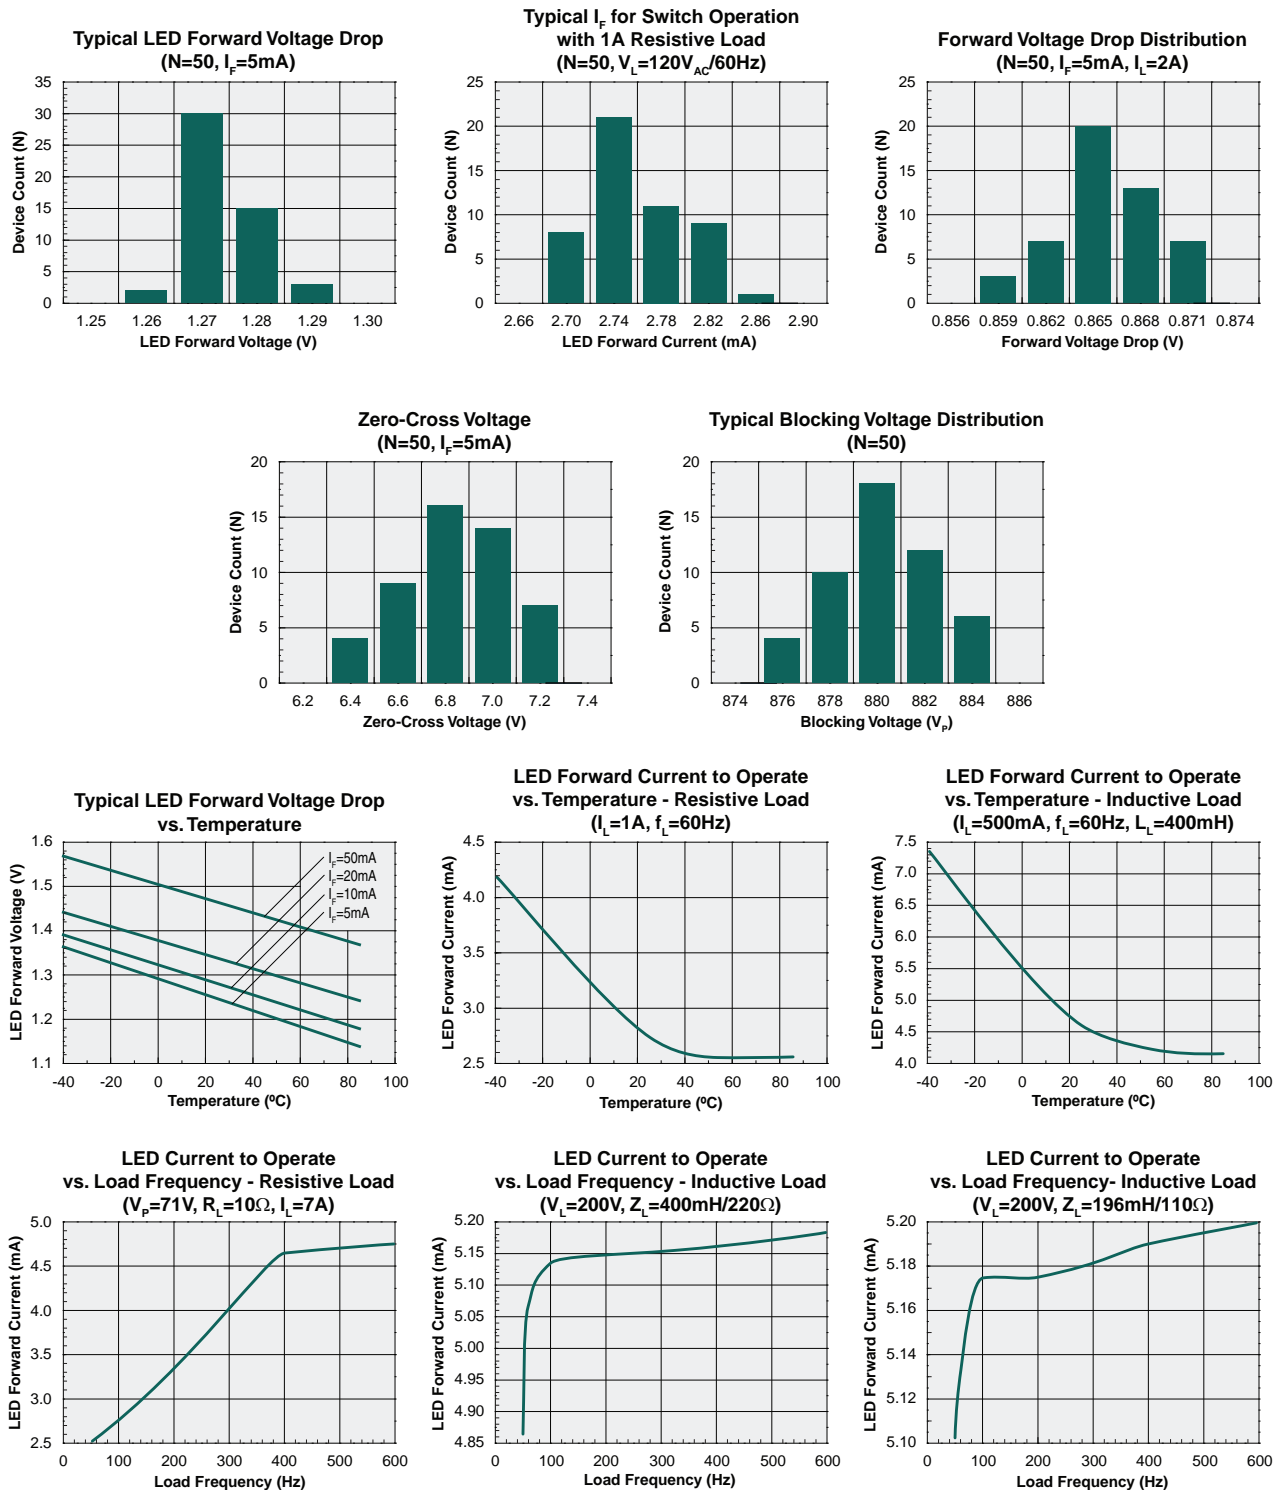 Typical LED Forward Voltage Drop
(N=50, IF=5mA)
35
30
25
20
15
10
5
0
Device Count (N)
1.25 1.26 1.27 1.28 1.29 1.30
LED Forward Voltage (V)
Typical IF for Switch Operation
with 1A Resistive Load
(N=50, VL=120VAC/60Hz)
25
20
15
10
5
0
Device Count (N)
2.66 2.70 2.74 2.78 2.82 2.86 2.90
LED Forward Current (mA)
Forward Voltage Drop Distribution
(N=50, IF=5mA, IL=2A)
25
20
15
10
5
0
Device Count (N)
0.856 0.859 0.862 0.865 0.868 0.871 0.874
Forward Voltage Drop (V)
Zero-Cross Voltage
(N=50, IF=5mA)
20
15
10
5
0
Device Count (N)
6.2 6.4 6.6 6.8 7.0 7.2 7.4
Zero-Cross Voltage (V)
Typical Blocking Voltage Distribution
(N=50)
20
15
10
5
0
Device Count (N)
874 876 878 880 882 884 886
Blocking Voltage (VP)
Typical LED Forward Voltage Drop
vs. Temperature
1.6
1.5
1.4
1.3
1.2
1.1
LED Forward Voltage (V)
IF=50mA
IF=20mA
IF=10mA
IF=5mA
-40 -20 0 20 40 60 80 100
Temperature (ºC)
LED Forward Current to Operate
vs. Temperature - Resistive Load
(IL=1A, fL=60Hz)
4.5
4.0
3.5
3.0
2.5
LED Forward Current (mA)
-40 -20 0 20 40 60 80 100
Temperature (ºC)
LED Forward Current to Operate
vs. Temperature - Inductive Load
(IL=500mA, fL=60Hz, LL=400mH)
7.5
7.0
6.5
6.0
5.5
5.0
4.5
4.0
LED Forward Current (mA)
-40 -20 0 20 40 60 80 100
Temperature (ºC)
LED Current to Operate
vs. Load Frequency - Resistive Load
(VP=71V, RL=10Ω, IL=7A)
5.0
4.5
4.0
3.5
3.0
2.5
LED Forward Current (mA)
0 100 200 300 400 500 600
Load Frequency (Hz)
LED Current to Operate
vs. Load Frequency - Inductive Load
(VL=200V, ZL=400mH/220Ω)
5.20
5.15
5.10
5.05
5.00
4.95
4.90
4.85
LED Forward Current (mA)
0 100 200 300 400 500 600
Load Frequency (Hz)
LED Current to Operate
vs. Load Frequency- Inductive Load
(VL=200V, ZL=196mH/110Ω)
5.20
5.18
5.16
5.14
5.12
5.10
LED Forward Current (mA)
0 100 200 300 400 500 600
Load Frequency (Hz)